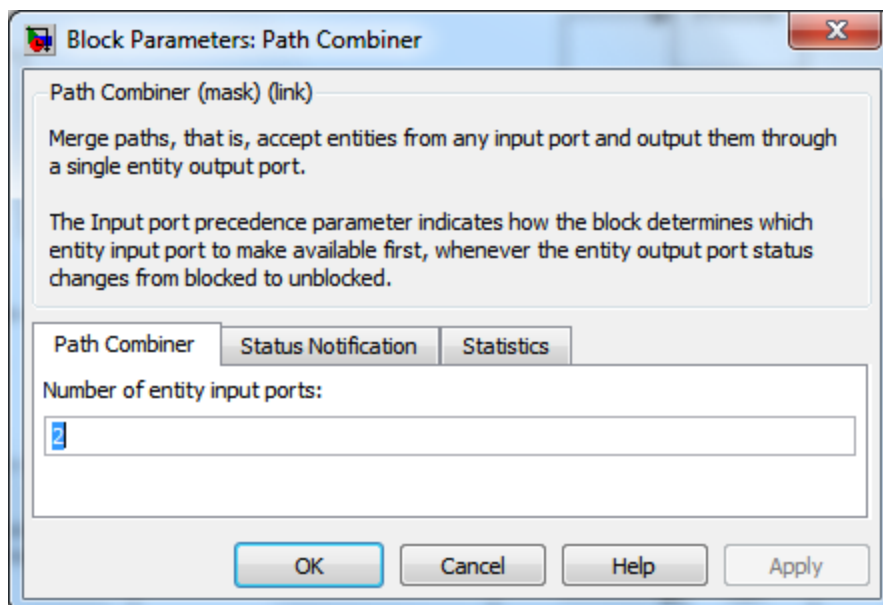 Block Parameters: Path Combiner
Path Combiner (mask) (link)
Merge paths, that is, accept entities from any input port and output them through
a single entity output port.
The Input port precedence parameter indicates how the block determines which
entity input port to make available first, whenever the entity output port status
changes from blocked to unblocked.
Path Combiner Status Notification Statistics
Number of entity input ports:
2
OK Cancel Help Apply